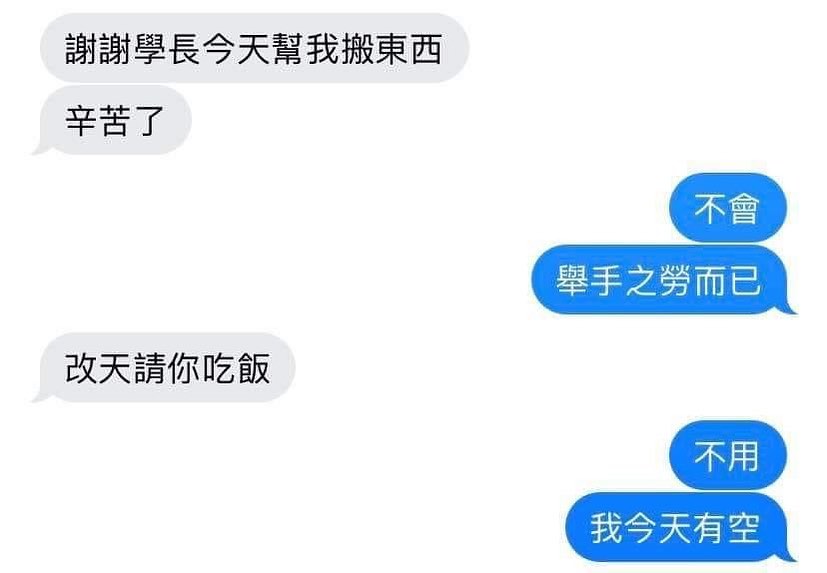 謝謝學長今天幫我搬東西
辛苦了
不會
舉手之勞而已
改天請你吃飯
不用
我今天有空